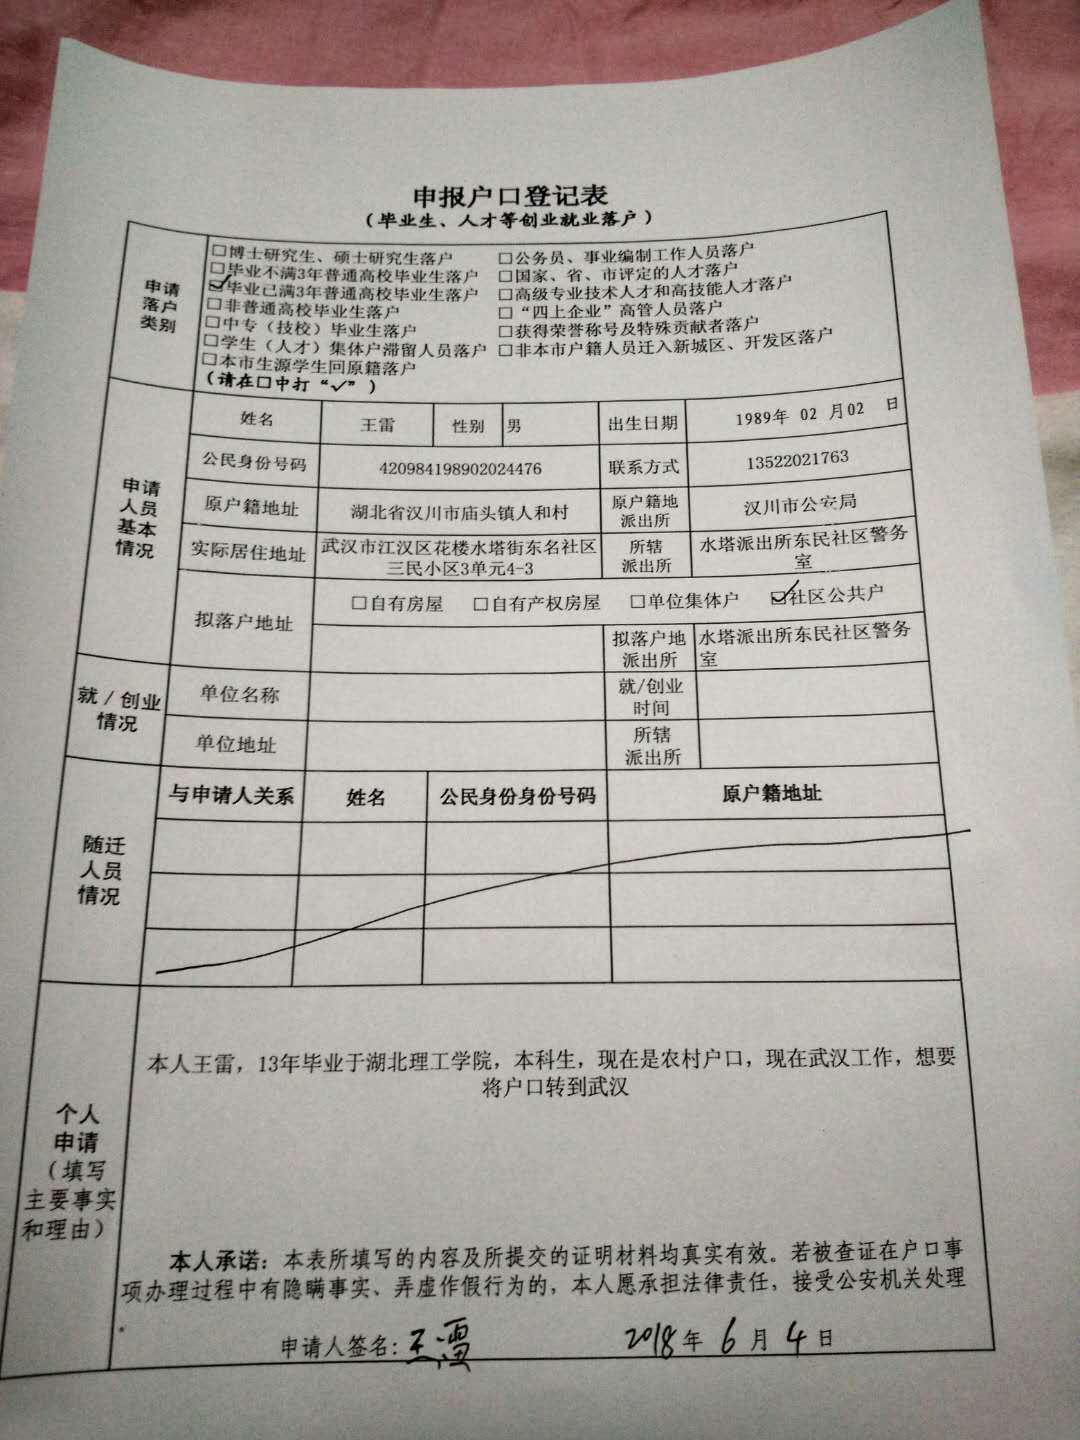 申报户口登记表
（毕业生、人才等创业就业落户）
申请
落户
类别
□博士研究生、硕士研究生落户 □公务员、事业编制工作人员落户
□毕业不满3年普通高校毕业生落户 □国家、省、市评定的人才落户
☑毕业已满3年普通高校毕业生落户 □高级专业技术人才和高技能人才落户
□非普通高校毕业生落户 □“四上企业”高管人员落户
□中专（技校）毕业生落户 □获得荣誉称号及特殊贡献者落户
□学生（人才）集体户滞留人员落户 □非本市户籍人员迁入新城区、开发区落户
□本市生源学生回原籍落户
（请在□中打“✓”）
申请
人员
基本
情况
姓名 王雷 性别 男 出生日期 1989年 02 月02 日
公民身份号码 420984198902024476 联系方式 13522021763
原户籍地址 湖北省汉川市庙头镇人和村 原户籍地
派出所 汉川市公安局
实际居住地址 武汉市江汉区花楼水塔街东名社区
三民小区3单元4-3 所辖
派出所 水塔派出所东民社区警务
室
拟落户地址 □自有房屋 □自有产权房屋 □单位集体户 ☑社区公共户
拟落户地
派出所 水塔派出所东民社区警务
室
就/创业
情况
单位名称 就/创业
时间
单位地址 所辖
派出所
随迁
人员
情况
与申请人关系 姓名 公民身份身份号码 原户籍地址
个人
申请
（填写
主要事实
和理由）
本人王雷，13年毕业于湖北理工学院，本科生，现在是农村户口，现在武汉工作，想要
将户口转到武汉
本人承诺：本表所填写的内容及所提交的证明材料均真实有效。若被查证在户口事
项办理过程中有隐瞒事实、弄虚作假行为的，本人愿承担法律责任，接受公安机关处理
。
申请人签名：王雷 2018年 6 月 4 日